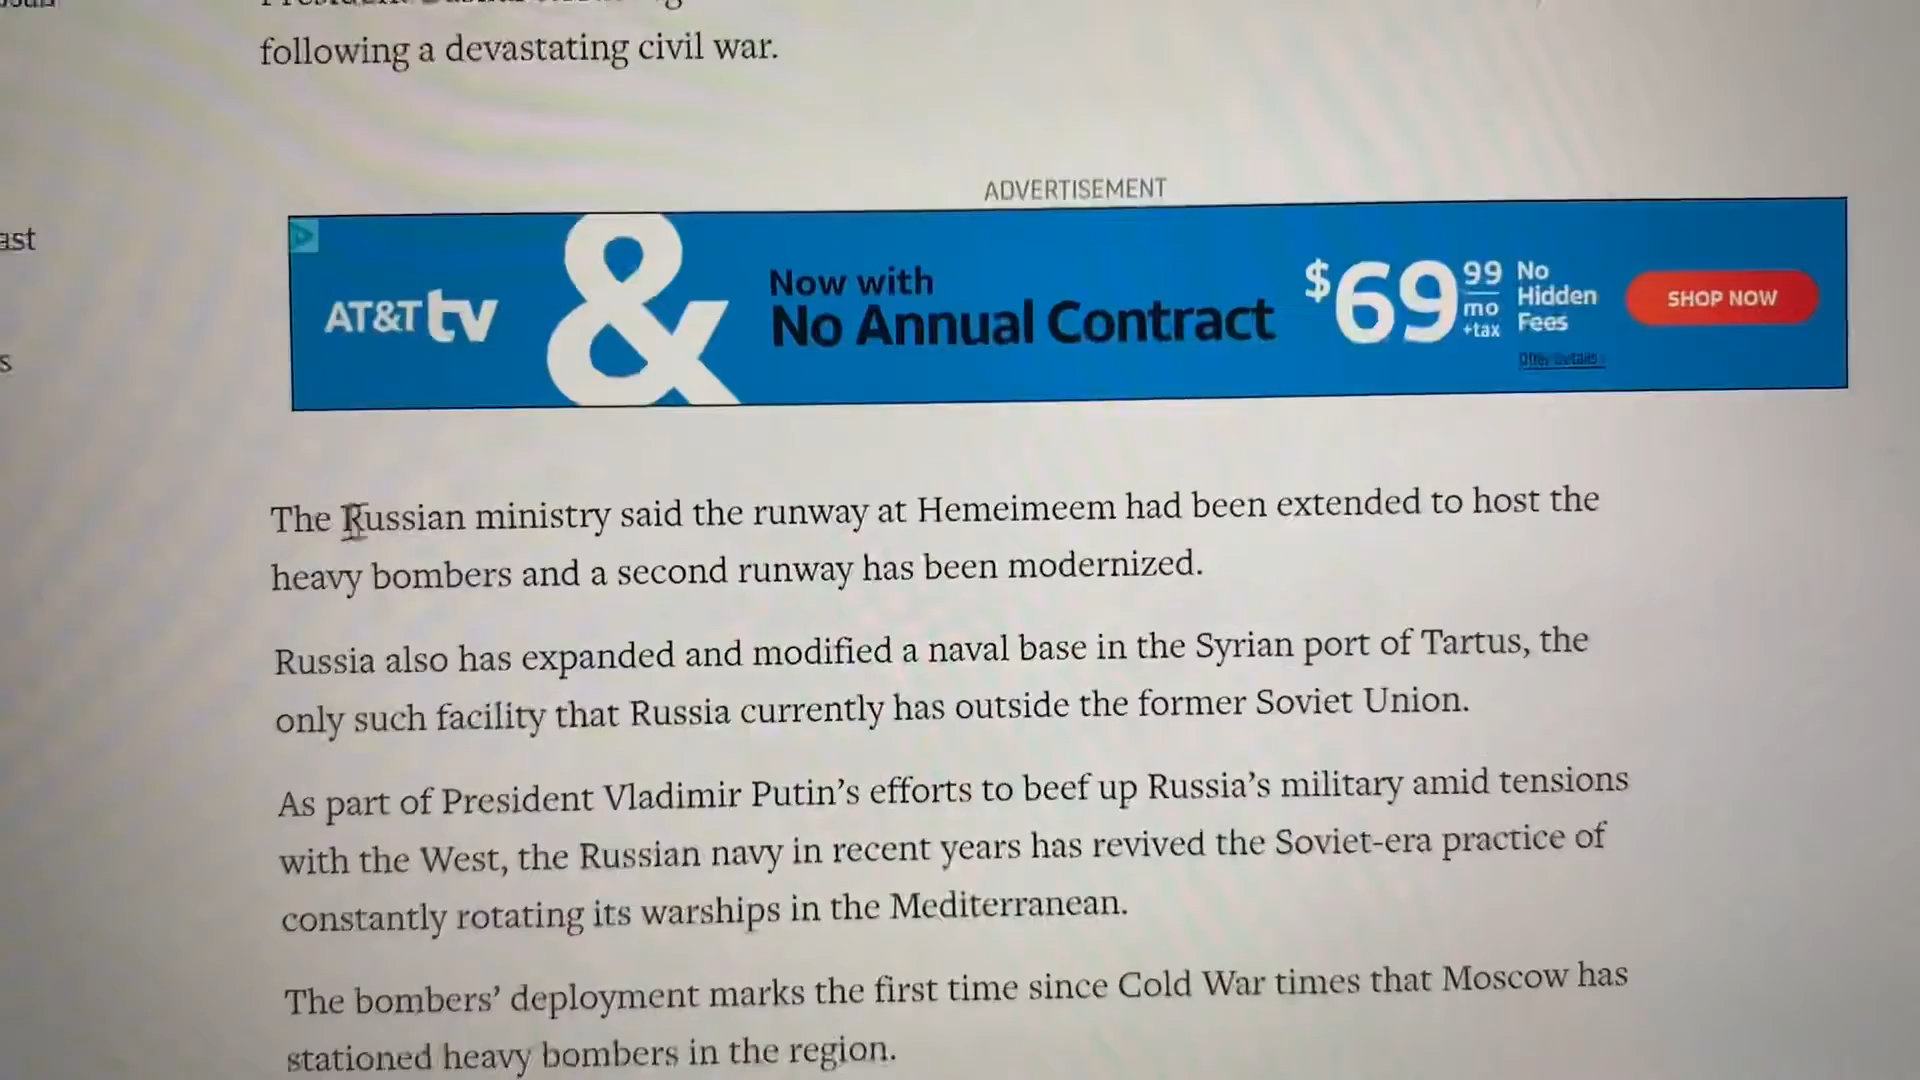 following a devastating civil war.
ADVERTISEMENT
ast
s
AT&T tv
&
Now with
No Annual Contract
$69 99
mo
+tax
No
Hidden
Fees
Offer Details
SHOP NOW
The Russian ministry said the runway at Hemeimeem had been extended to host the
heavy bombers and a second runway has been modernized.
Russia also has expanded and modified a naval base in the Syrian port of Tartus, the
only such facility that Russia currently has outside the former Soviet Union.
As part of President Vladimir Putin’s efforts to beef up Russia’s military amid tensions
with the West, the Russian navy in recent years has revived the Soviet-era practice of
constantly rotating its warships in the Mediterranean.
The bombers’ deployment marks the first time since Cold War times that Moscow has
stationed heavy bombers in the region.